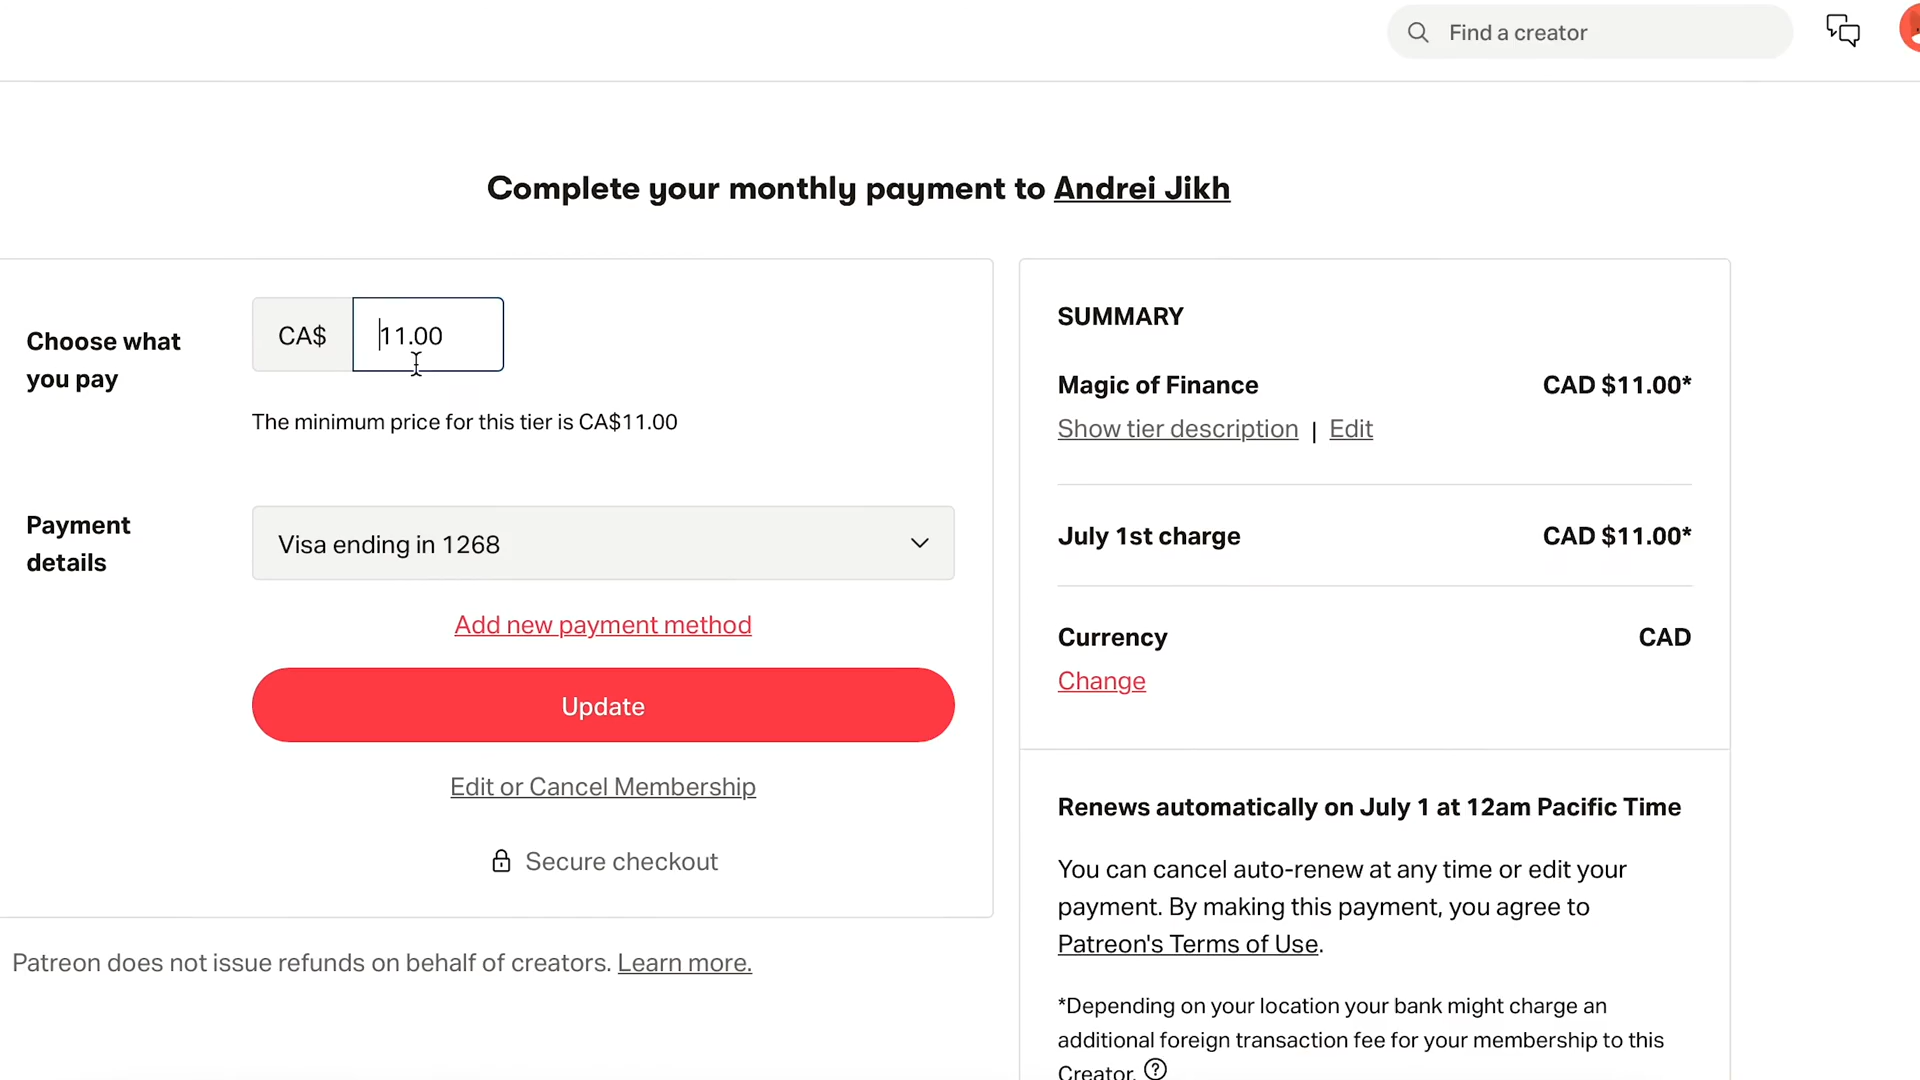 Find a creator
Complete your monthly payment to Andrei Jikh
Choose what
you pay
CA$
11.00
The minimum price for this tier is CA$11.00
Payment
details
Visa ending in 1268
Add new payment method
Update
Edit or Cancel Membership
Secure checkout
Patreon does not issue refunds on behalf of creators. Learn more.
SUMMARY
Magic of Finance CAD $11.00*
Show tier description | Edit
July 1st charge CAD $11.00*
Currency CAD
Change
Renews automatically on July 1 at 12am Pacific Time
You can cancel auto-renew at any time or edit your
payment. By making this payment, you agree to
Patreon's Terms of Use.
*Depending on your location your bank might charge an
additional foreign transaction fee for your membership to this
Creator. ?